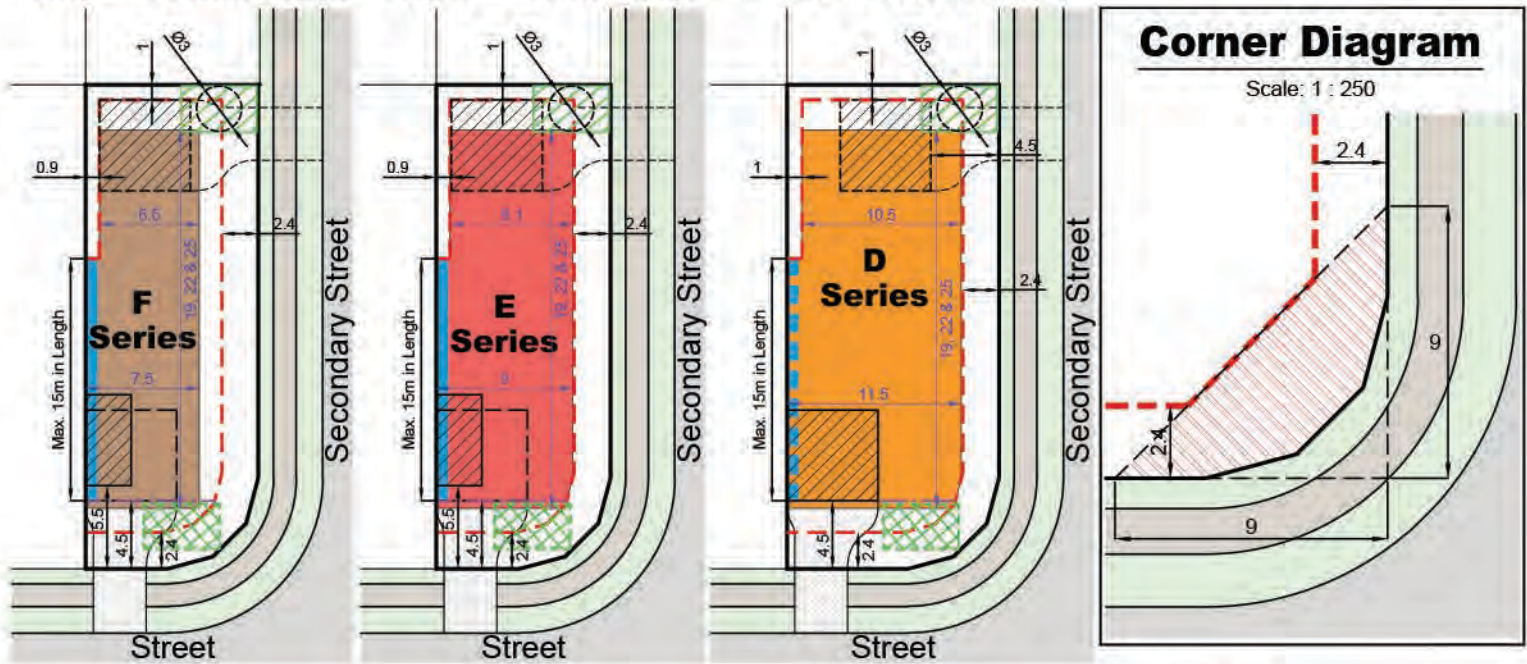 1
Ø3
0.9
6.6
2.4
19, 22 & 25
F
Series
Max. 15m in Length
7.5
5.5
4.5
2.4
Secondary Street
Street
1
Ø3
0.9
8.1
2.4
19, 22 & 25
E
Series
Max. 15m in Length
9
5.5
4.5
2.4
Secondary Street
Street
1
Ø3
4.5
1
10.5
D
Series
2.4
19, 22 & 25
Max. 15m in Length
11.5
4.5
2.4
Secondary Street
Street
Corner Diagram
Scale: 1 : 250
2.4
9
2.4
9